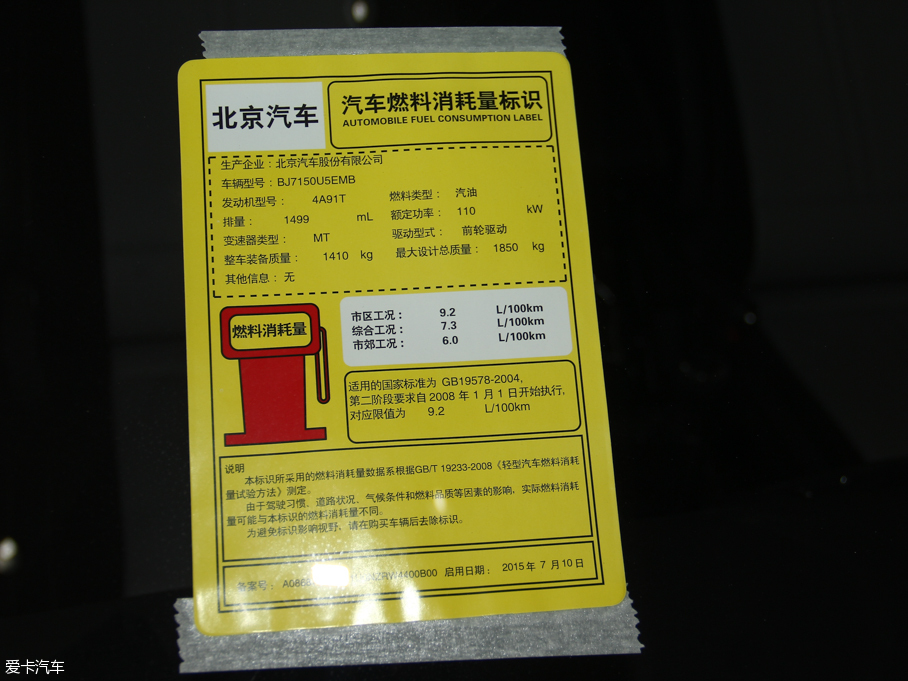 北京汽车
汽车燃料消耗量标识
AUTOMOBILE FUEL CONSUMPTION LABEL
生产企业：北京汽车股份有限公司
车辆型号：BJ7150U5EMB
发动机型号： 4A91T 燃料类型： 汽油
排量： 1499 mL 额定功率： 110 kW
变速器类型： MT 驱动型式： 前轮驱动
整车装备质量： 1410 kg 最大设计总质量： 1850 kg
其他信息：无
燃料消耗量
市区工况： 9.2 L/100km
综合工况： 7.3 L/100km
市郊工况： 6.0 L/100km
适用的国家标准为 GB19578-2004,
第二阶段要求自 2008 年 1 月 1 日开始执行,
对应限值为 9.2 L/100km
说明
本标识所采用的燃料消耗量数据系根据GB/T 19233-2008《轻型汽车燃料消耗
量试验方法》测定。
由于驾驶习惯、道路状况、气候条件和燃料品质等因素的影响，实际燃料消耗
量可能与本标识的燃料消耗量不同。
为避免标识影响视野，请在购买车辆后去除标识。
备案号： 启用日期： 2015 年 7 月 10 日
爱卡汽车